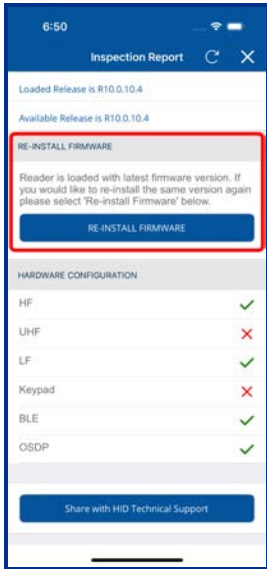 6:50
Inspection Report
Loaded Release is R10.0.10.4
Available Release is R10.0.10.4
RE-INSTALL FIRMWARE
Reader is loaded with latest firmware version. If
you would like to re-install the same version again
please select 'Re-install Firmware' below.
RE-INSTALL FIRMWARE
HARDWARE CONFIGURATION
HF
UHF
LF
Keypad
BLE
OSDP
Share with HID Technical Support